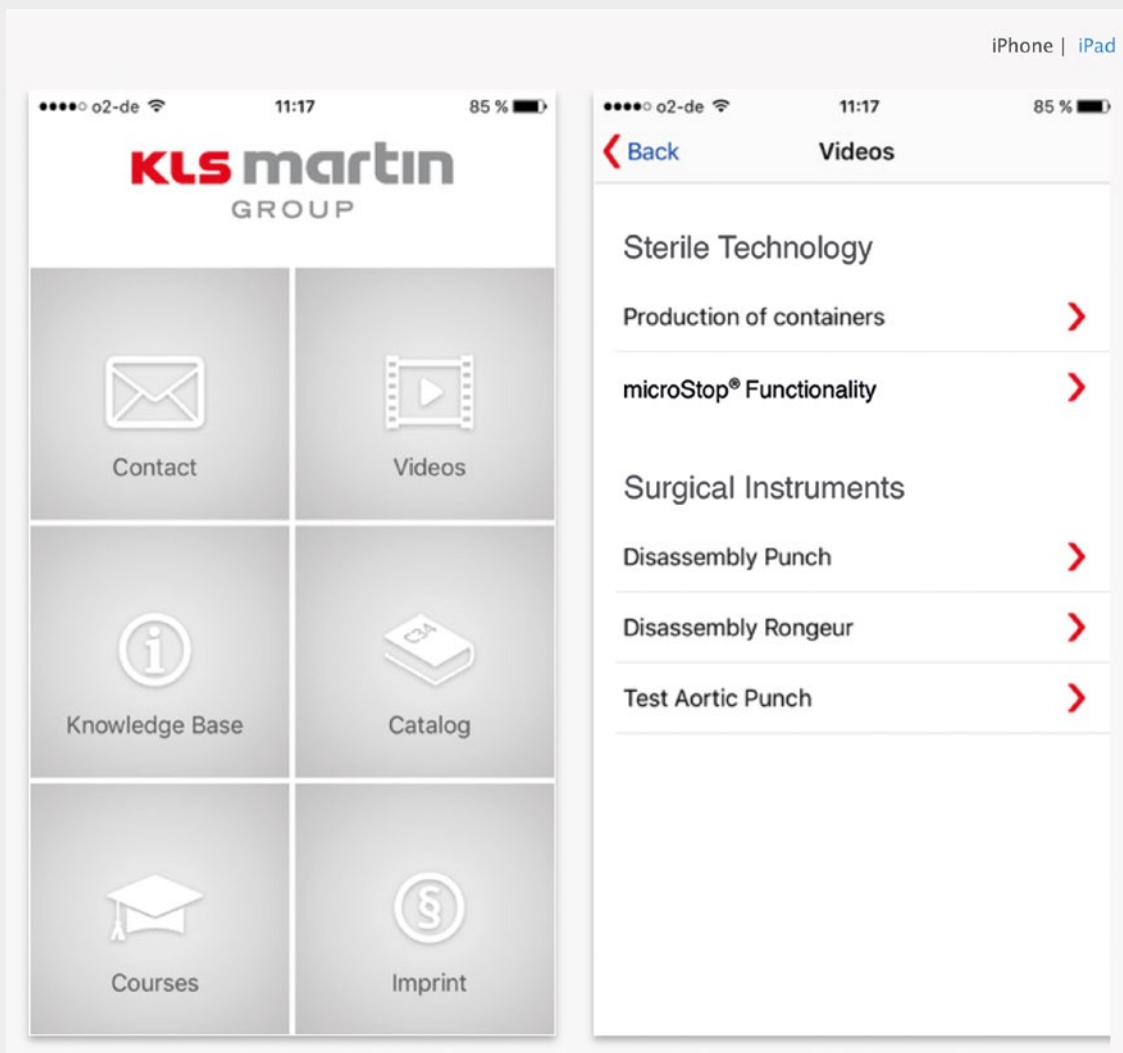 iPhone | iPad
o2-de 11:17 85 %
KLS martin
GROUP
Contact
Videos
Knowledge Base
C34
Catalog
Courses
§
Imprint
o2-de 11:17 85 %
Back Videos
Sterile Technology
Production of containers
microStop® Functionality
Surgical Instruments
Disassembly Punch
Disassembly Rongeur
Test Aortic Punch